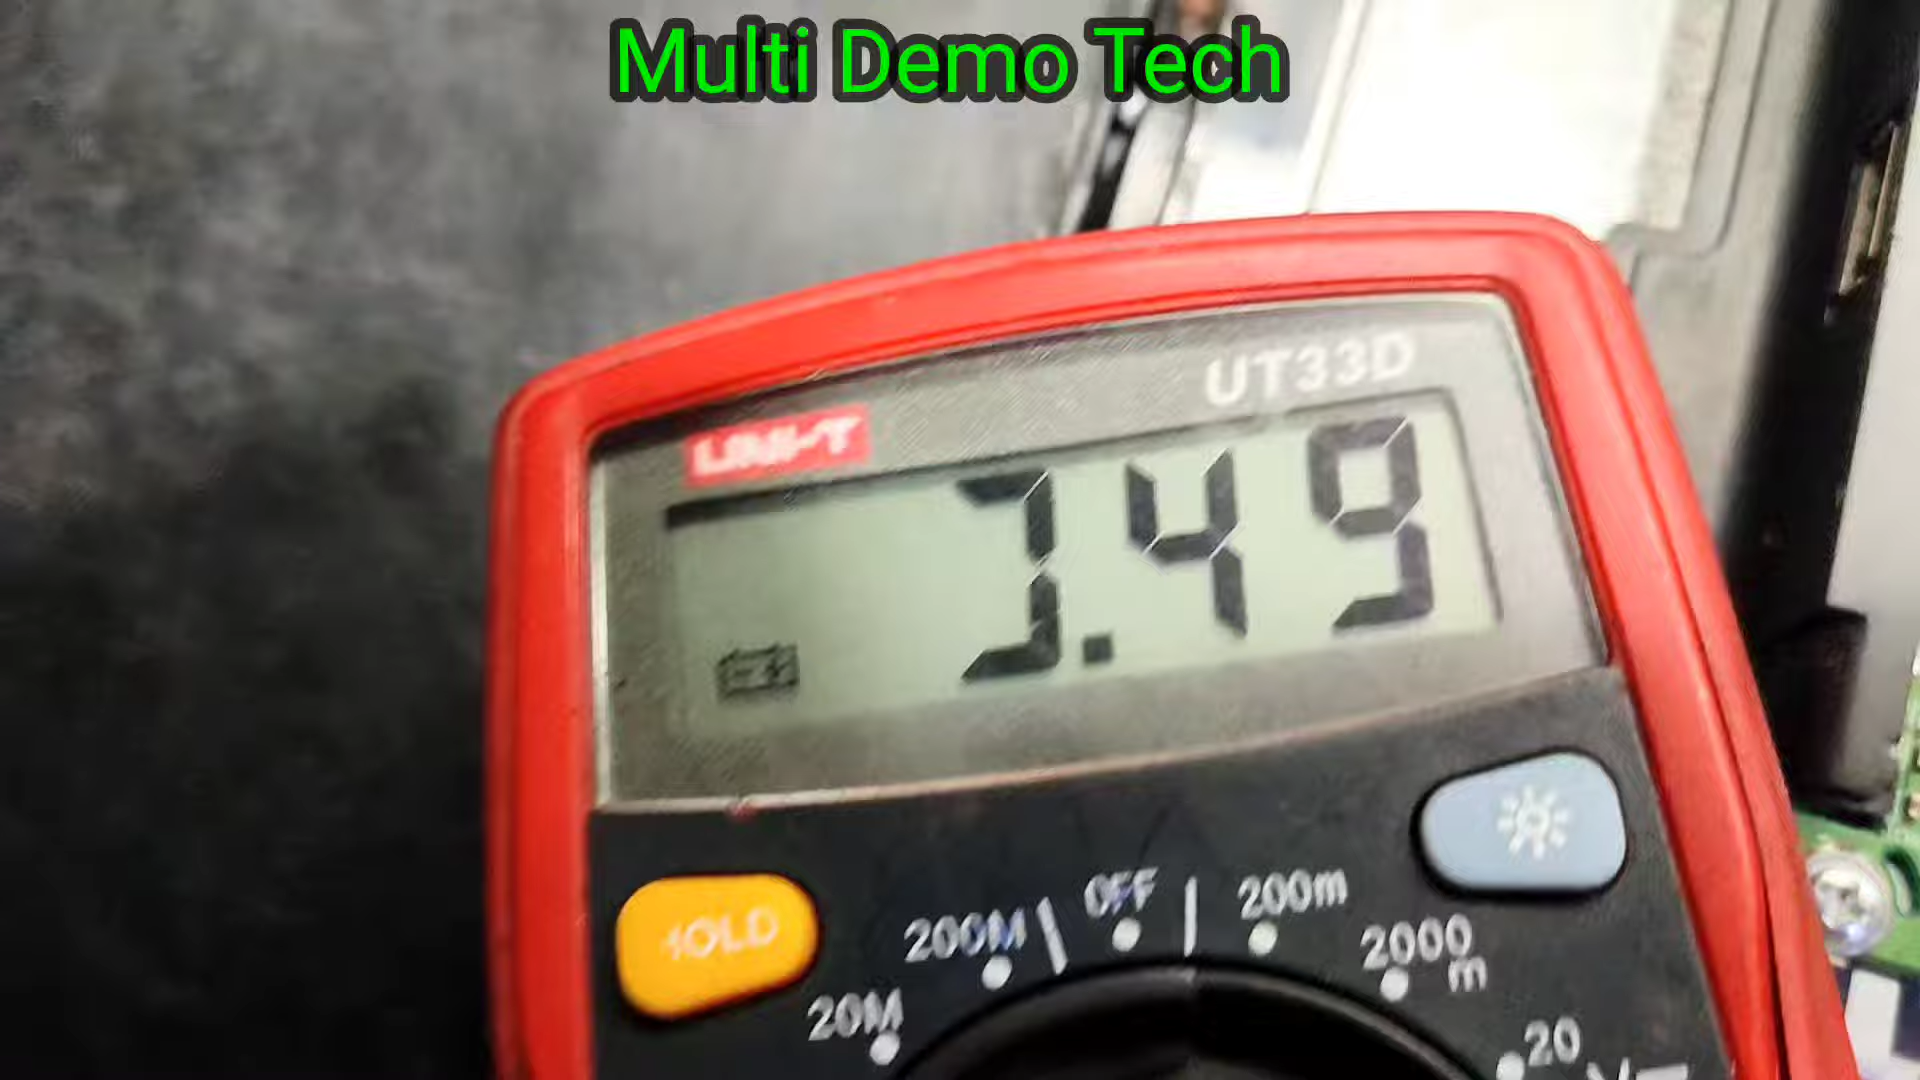 Multi Demo Tech
UT33D
UNI-T
3.49
HOLD
20M
200M
OFF
200m
2000
m
20